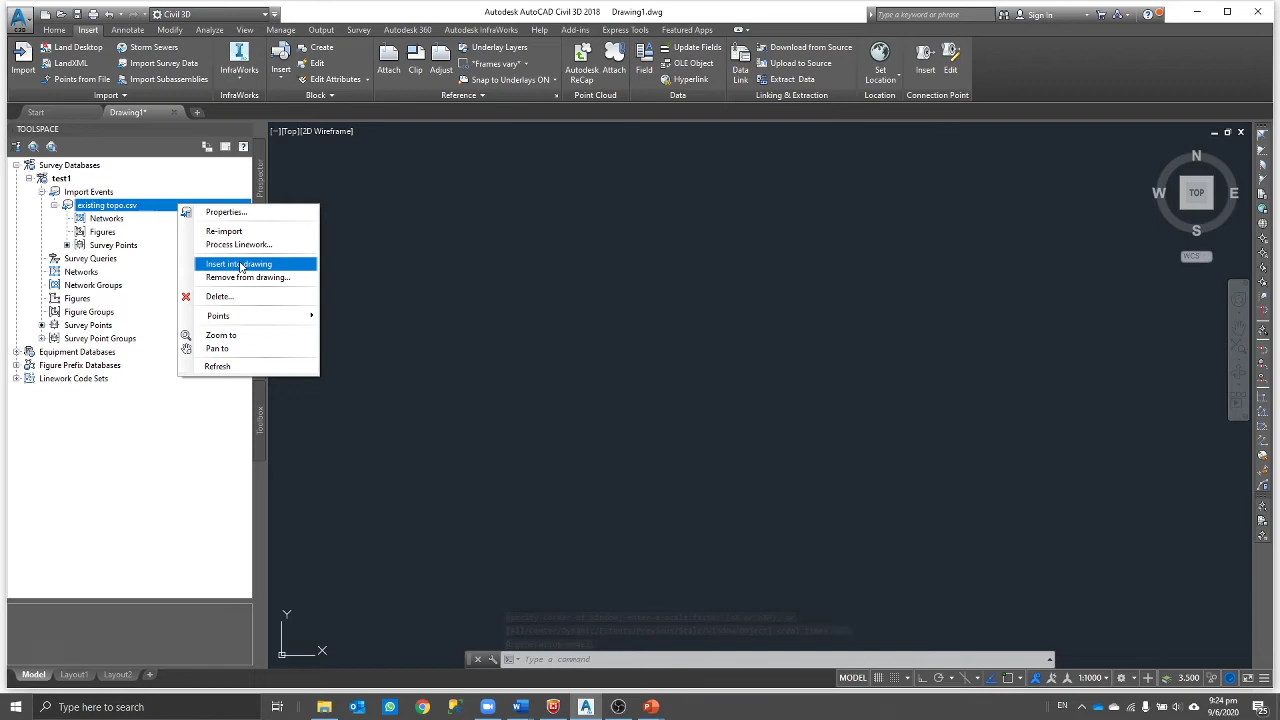 Civil 3D
Autodesk AutoCAD Civil 3D 2018 Drawing1.dwg
Type a keyword or phrase
Sign In
C3D
Home Insert Annotate Modify Analyze View Manage Output Survey Autodesk 360 Autodesk InfraWorks Help Add-ins Express Tools Featured Apps
Import
Land Desktop
LandXML
Points from File
Storm Sewers
Import Survey Data
Import Subassemblies
Import
InfraWorks
InfraWorks
Insert
Create
Edit
Edit Attributes
Block
Attach Clip Adjust
Underlay Layers
*Frames vary*
Snap to Underlays ON
Reference
Autodesk ReCap
Attach
Point Cloud
Field
Update Fields
OLE Object
Hyperlink
Data
Data Link
Download from Source
Upload to Source
Extract Data
Linking & Extraction
Set Location
Location
Insert Edit
Connection Point
Start Drawing1*
TOOLSPACE
Survey Databases
test1
Import Events
existing topo.csv
Networks
Figures
Survey Points
Survey Queries
Networks
Network Groups
Figures
Figure Groups
Survey Points
Survey Point Groups
Equipment Databases
Figure Prefix Databases
Linework Code Sets
Prospector
Toolbox
Properties...
Re-import
Process Linework...
Insert into drawing
Remove from drawing...
Delete...
Points
Zoom to
Pan to
Refresh
[−][Top][2D Wireframe]
N
W TOP E
S
WCS
Y
X
Type a command
Model Layout1 Layout2
MODEL
1:1000
3.500
Type here to search
EN
9:24 pm
9/6/2020
25